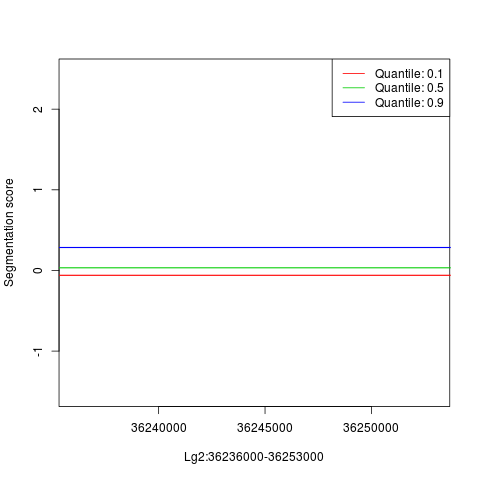 Quantile: 0.1
Quantile: 0.5
Quantile: 0.9
2
1
0
-1
Segmentation score
36240000 36245000 36250000
Lg2:36236000-36253000